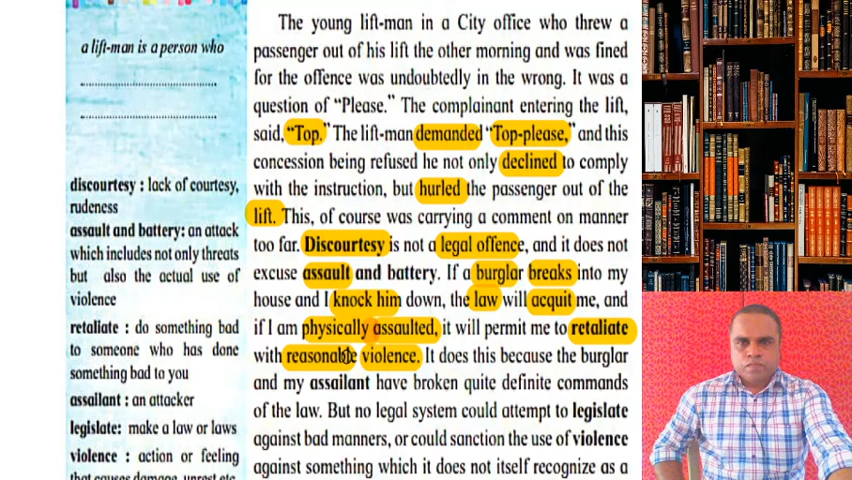 a lift-man is a person who
discourtesy : lack of courtesy,
rudeness
assault and battery: an attack
which includes not only threats
but also the actual use of
violence
retaliate : do something bad
to someone who has done
something bad to you
assailant : an attacker
legislate: make a law or laws
violence : action or feeling
that causes damage, unrest etc.
The young lift-man in a City office who threw a
passenger out of his lift the other morning and was fined
for the offence was undoubtedly in the wrong. It was a
question of “Please.” The complainant entering the lift,
said, “Top.” The lift-man demanded “Top-please,” and this
concession being refused he not only declined to comply
with the instruction, but hurled the passenger out of the
lift. This, of course was carrying a comment on manner
too far. Discourtesy is not a legal offence, and it does not
excuse assault and battery. If a burglar breaks into my
house and I knock him down, the law will acquit me, and
if I am physically assaulted, it will permit me to retaliate
with reasonable violence. It does this because the burglar
and my assailant have broken quite definite commands
of the law. But no legal system could attempt to legislate
against bad manners, or could sanction the use of violence
against something which it does not itself recognize as a